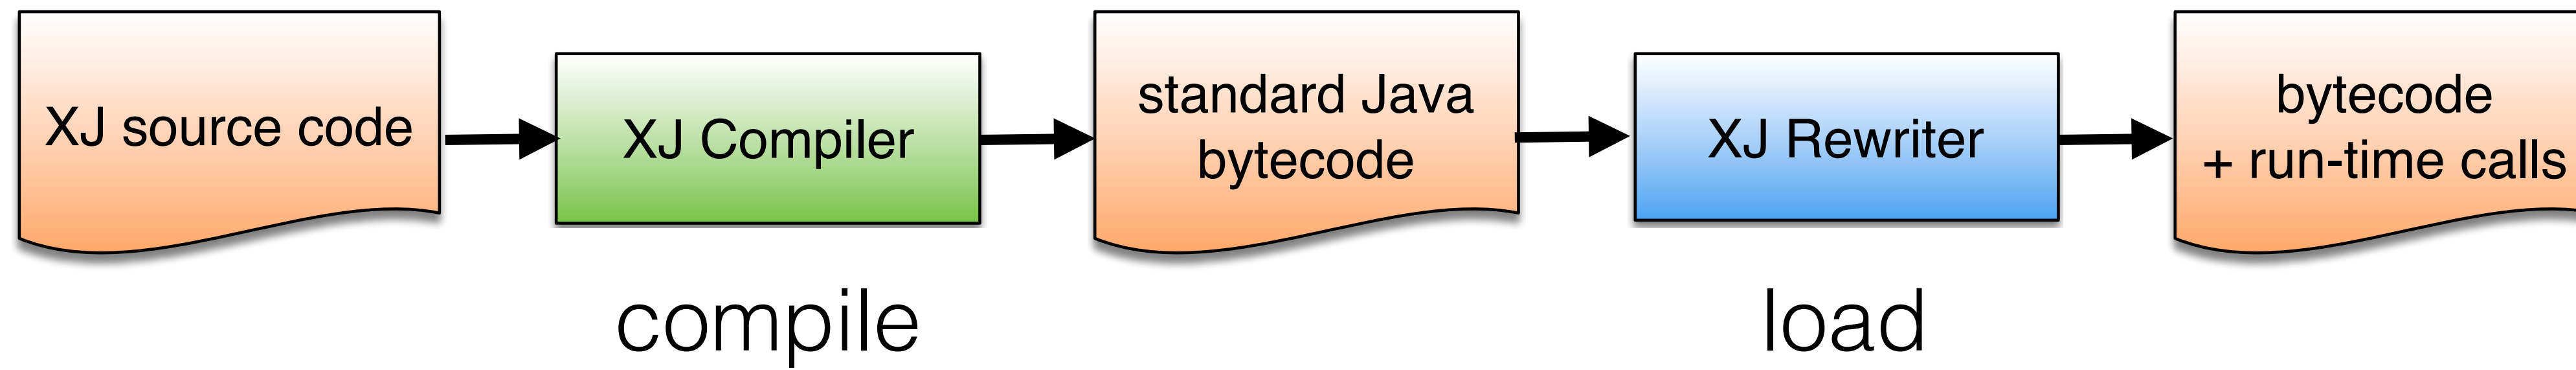 XJ source code
XJ Compiler
standard Java
bytecode
XJ Rewriter
bytecode
+ run-time calls
compile
load